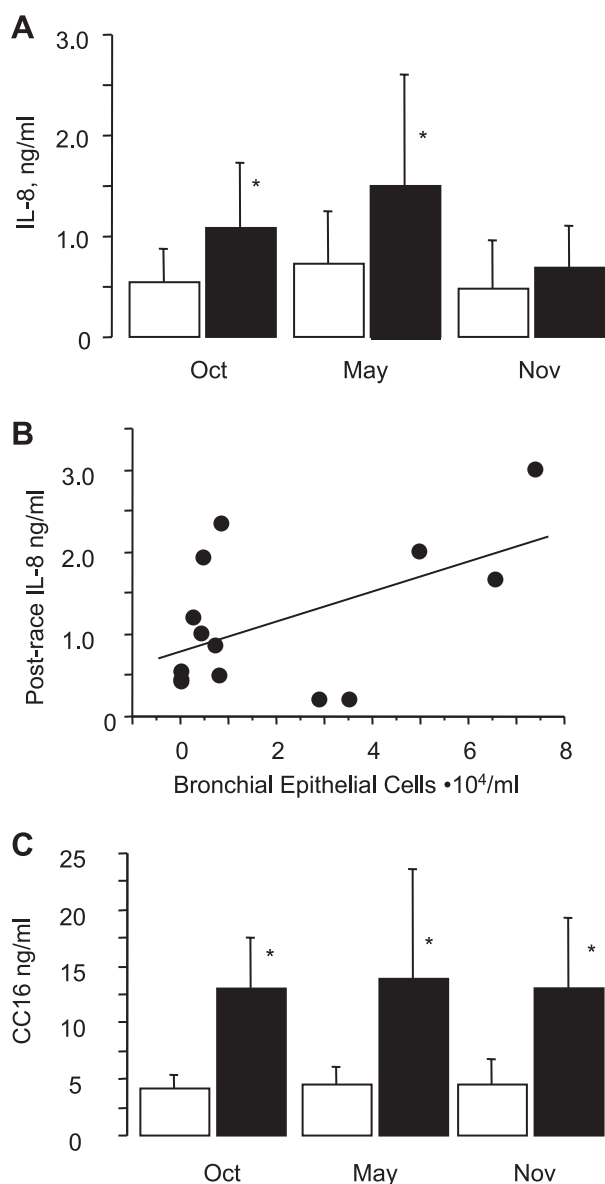 A
IL-8, ng/ml
3.0
2.0
1.0
0
*
*
Oct May Nov
B
Post-race IL-8 ng/ml
3.0
2.0
1.0
0
0 2 4 6 8
Bronchial Epithelial Cells •10⁴/ml
C
CC16 ng/ml
25
20
15
10
5
0
* * *
Oct May Nov